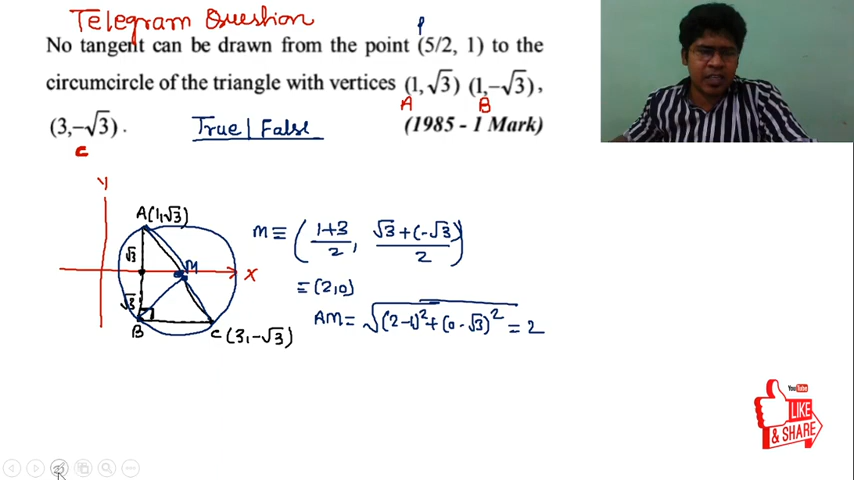 Telegram Question
P
No tangent can be drawn from the point (5/2, 1) to the
circumcircle of the triangle with vertices (1,√3) (1,−√3),
A B
(3,−√3). True | False (1985 - 1 Mark)
C
Y
A(1,√3)
M ≡ ( 1+3/2 , √3+(-√3)/2 )
√3
M
X
≡ (2,0)
√3
AM = √(2-1)²+(0-√3)² = 2
B
C (3,-√3)
YouTube
LIKE
& SHARE